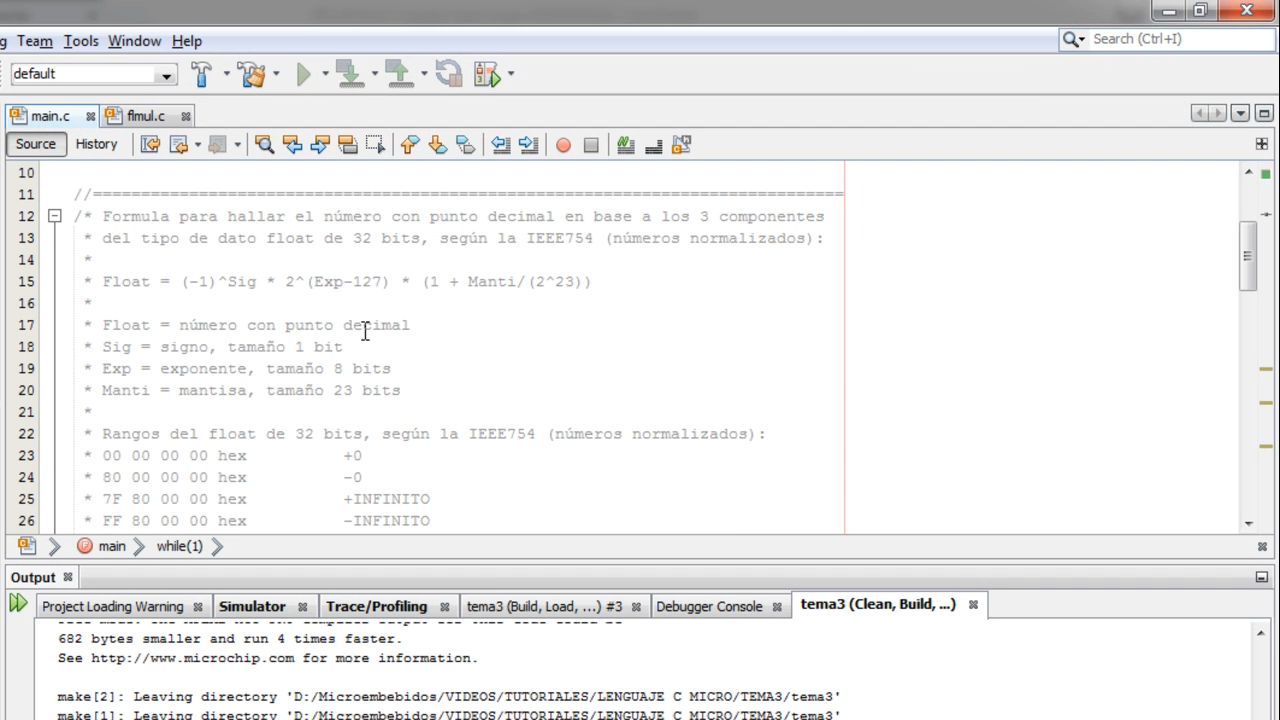 g Team Tools Window Help
Search (Ctrl+I)
default
main.c flmul.c
Source History
10
11 //==============================================================================
12 /* Formula para hallar el número con punto decimal en base a los 3 componentes
13 * del tipo de dato float de 32 bits, según la IEEE754 (números normalizados):
14 *
15 * Float = (-1)^Sig * 2^(Exp-127) * (1 + Manti/(2^23))
16 *
17 * Float = número con punto decimal
18 * Sig = signo, tamaño 1 bit
19 * Exp = exponente, tamaño 8 bits
20 * Manti = mantisa, tamaño 23 bits
21 *
22 * Rangos del float de 32 bits, según la IEEE754 (números normalizados):
23 * 00 00 00 00 hex +0
24 * 80 00 00 00 hex -0
25 * 7F 80 00 00 hex +INFINITO
26 * FF 80 00 00 hex -INFINITO
main while(1)
Output
Project Loading Warning Simulator Trace/Profiling tema3 (Build, Load, ...) #3 Debugger Console tema3 (Clean, Build, ...)
682 bytes smaller and run 4 times faster.
See http://www.microchip.com for more information.
make[2]: Leaving directory 'D:/Microembebidos/VIDEOS/TUTORIALES/LENGUAJE C MICRO/TEMA3/tema3'
make[1]: Leaving directory 'D:/Microembebidos/VIDEOS/TUTORIALES/LENGUAJE C MICRO/TEMA3/tema3'